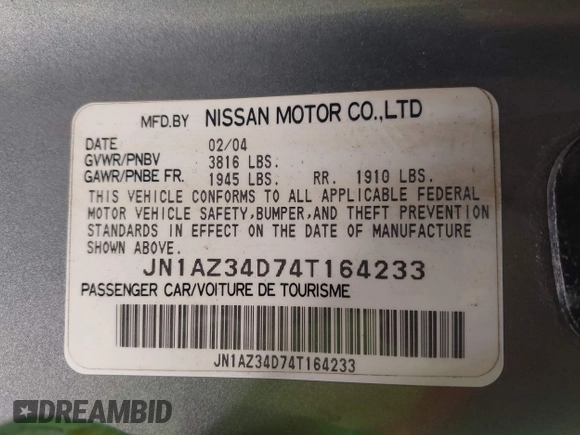 MFD.BY NISSAN MOTOR CO.,LTD
DATE 02/04
GVWR/PNBV 3816 LBS.
GAWR/PNBE FR. 1945 LBS. RR. 1910 LBS.
THIS VEHICLE CONFORMS TO ALL APPLICABLE FEDERAL
MOTOR VEHICLE SAFETY,BUMPER,AND THEFT PREVENTION
STANDARDS IN EFFECT ON THE DATE OF MANUFACTURE
SHOWN ABOVE.
JN1AZ34D74T164233
PASSENGER CAR/VOITURE DE TOURISME
JN1AZ34D74T164233
DREAMBID